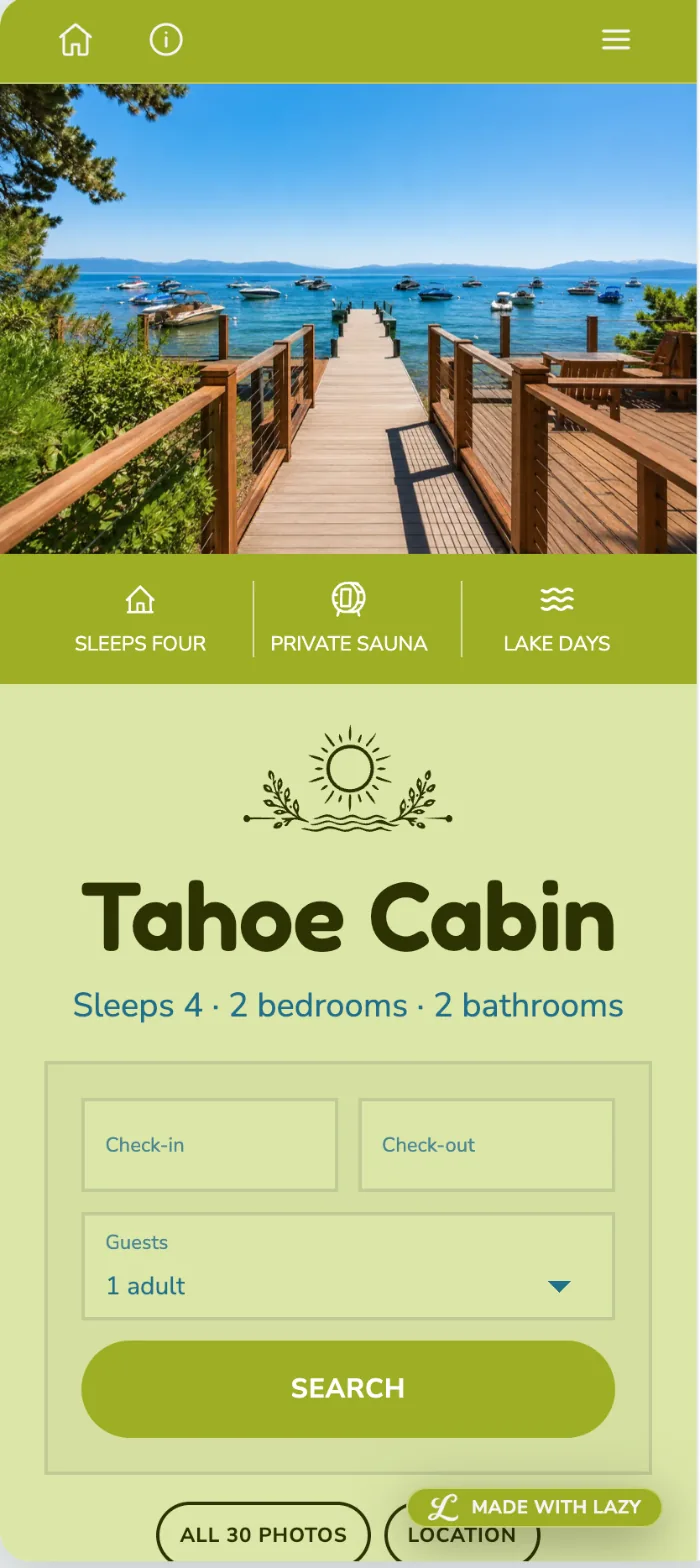 SLEEPS FOUR
PRIVATE SAUNA
LAKE DAYS
Tahoe Cabin
Sleeps 4 · 2 bedrooms · 2 bathrooms
Check-in
Check-out
Guests
1 adult
SEARCH
ALL 30 PHOTOS
LOCATION
MADE WITH LAZY